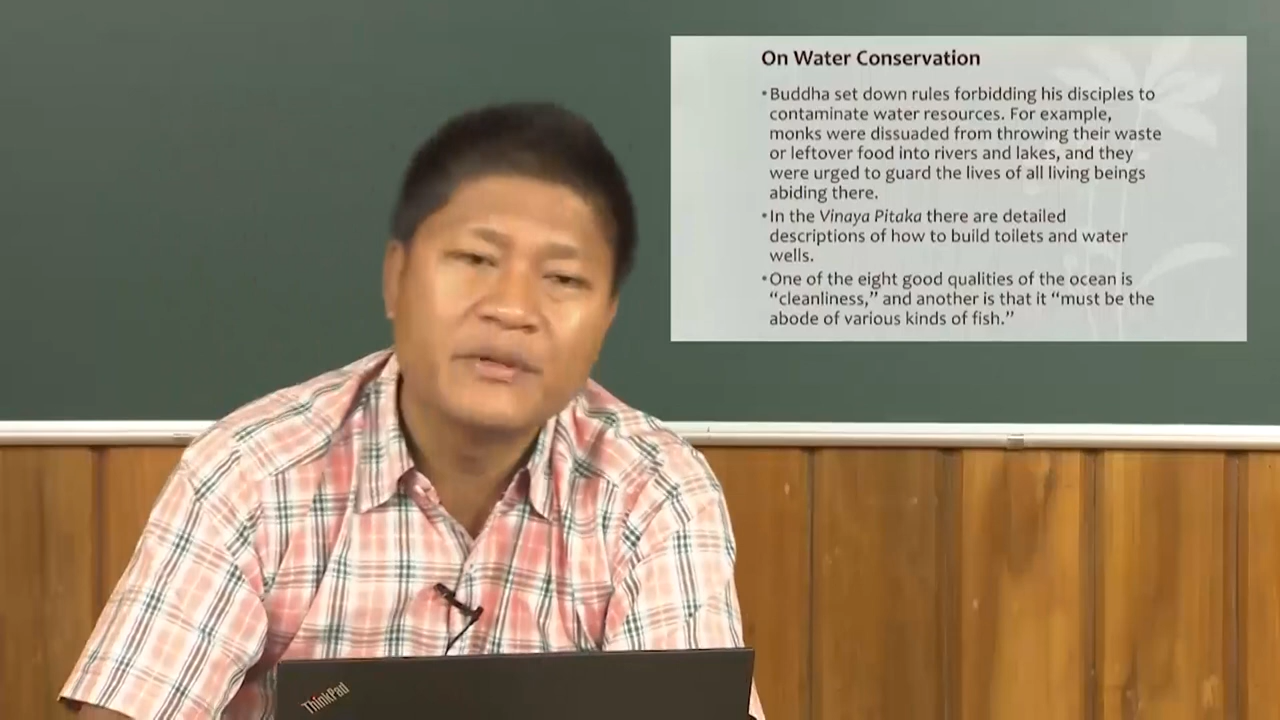 On Water Conservation
•Buddha set down rules forbidding his disciples to
contaminate water resources. For example,
monks were dissuaded from throwing their waste
or leftover food into rivers and lakes, and they
were urged to guard the lives of all living beings
abiding there.
•In the Vinaya Pitaka there are detailed
descriptions of how to build toilets and water
wells.
•One of the eight good qualities of the ocean is
“cleanliness,” and another is that it “must be the
abode of various kinds of fish.”
ThinkPad